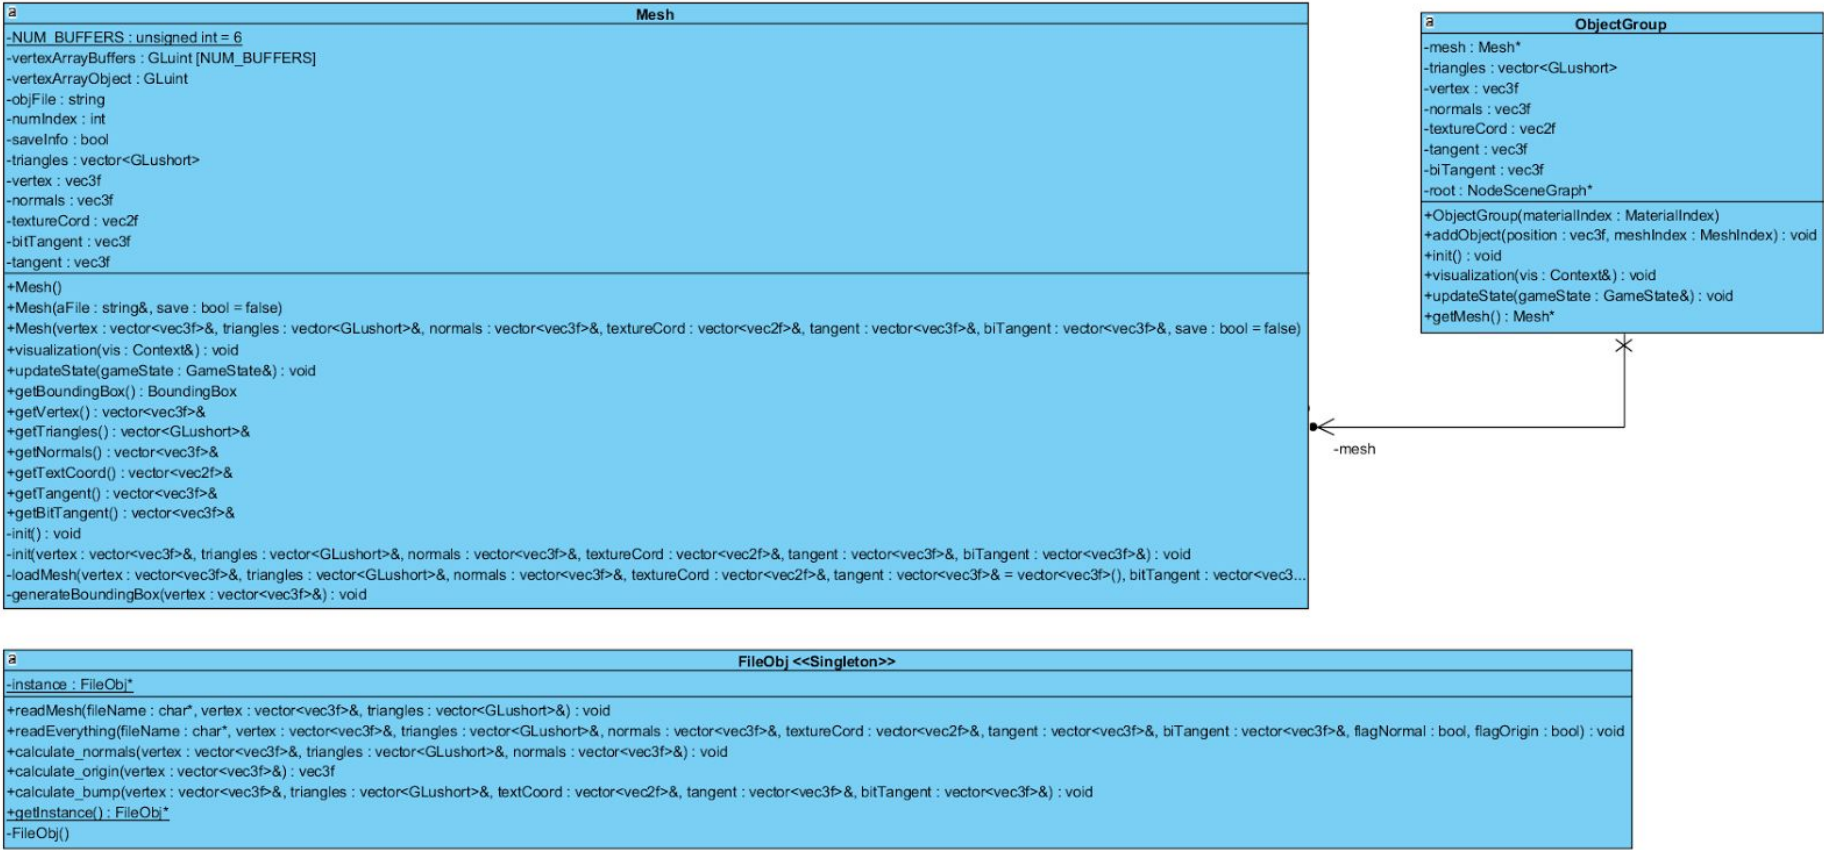 a
Mesh
-NUM_BUFFERS : unsigned int = 6
-vertexArrayBuffers : GLuint [NUM_BUFFERS]
-vertexArrayObject : GLuint
-objFile : string
-numIndex : int
-saveInfo : bool
-triangles : vector<GLushort>
-vertex : vec3f
-normals : vec3f
-textureCord : vec2f
-bitTangent : vec3f
-tangent : vec3f
+Mesh()
+Mesh(aFile : string&, save : bool = false)
+Mesh(vertex : vector<vec3f>&, triangles : vector<GLushort>&, normals : vector<vec3f>&, textureCord : vector<vec2f>&, tangent : vector<vec3f>&, biTangent : vector<vec3f>&, save : bool = false)
+visualization(vis : Context&) : void
+updateState(gameState : GameState&) : void
+getBoundingBox() : BoundingBox
+getVertex() : vector<vec3f>&
+getTriangles() : vector<GLushort>&
+getNormals() : vector<vec3f>&
+getTextCoord() : vector<vec2f>&
+getTangent() : vector<vec3f>&
+getBitTangent() : vector<vec3f>&
-init() : void
-init(vertex : vector<vec3f>&, triangles : vector<GLushort>&, normals : vector<vec3f>&, textureCord : vector<vec2f>&, tangent : vector<vec3f>&, biTangent : vector<vec3f>&) : void
-loadMesh(vertex : vector<vec3f>&, triangles : vector<GLushort>&, normals : vector<vec3f>&, textureCord : vector<vec2f>&, tangent : vector<vec3f>& = vector<vec3f>(), bitTangent : vector<vec3...
-generateBoundingBox(vertex : vector<vec3f>&) : void
a
ObjectGroup
-mesh : Mesh*
-triangles : vector<GLushort>
-vertex : vec3f
-normals : vec3f
-textureCord : vec2f
-tangent : vec3f
-biTangent : vec3f
-root : NodeSceneGraph*
+ObjectGroup(materialIndex : MaterialIndex)
+addObject(position : vec3f, meshIndex : MeshIndex) : void
+init() : void
+visualization(vis : Context&) : void
+updateState(gameState : GameState&) : void
+getMesh() : Mesh*
-mesh
a
FileObj <<Singleton>>
-instance : FileObj*
+readMesh(fileName : char*, vertex : vector<vec3f>&, triangles : vector<GLushort>&) : void
+readEverything(fileName : char*, vertex : vector<vec3f>&, triangles : vector<GLushort>&, normals : vector<vec3f>&, textureCord : vector<vec2f>&, tangent : vector<vec3f>&, biTangent : vector<vec3f>&, flagNormal : bool, flagOrigin : bool) : void
+calculate_normals(vertex : vector<vec3f>&, triangles : vector<GLushort>&, normals : vector<vec3f>&) : void
+calculate_origin(vertex : vector<vec3f>&) : vec3f
+calculate_bump(vertex : vector<vec3f>&, triangles : vector<GLushort>&, textCoord : vector<vec2f>&, tangent : vector<vec3f>&, bitTangent : vector<vec3f>&) : void
+getInstance() : FileObj*
-FileObj()